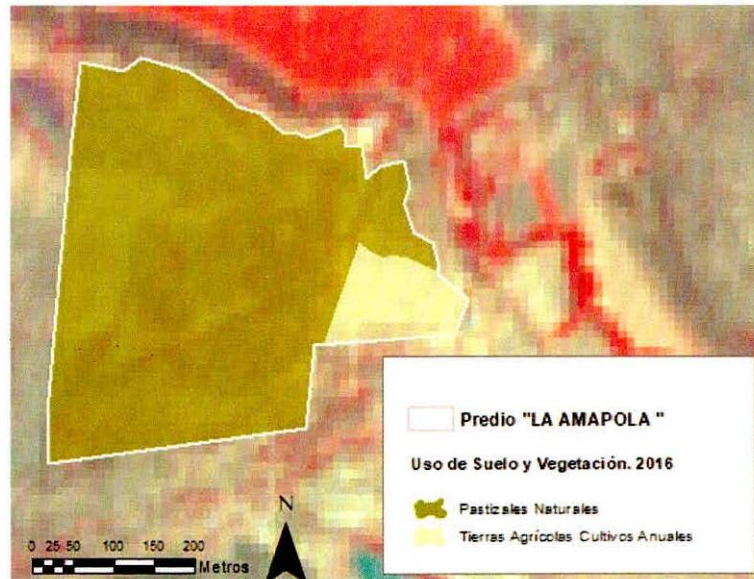 Predio "LA AMAPOLA "
Uso de Suelo y Vegetación. 2016
Pastizales Naturales
Tierras Agrícolas Cultivos Anuales
N
0 25 50 100 150 200
Metros